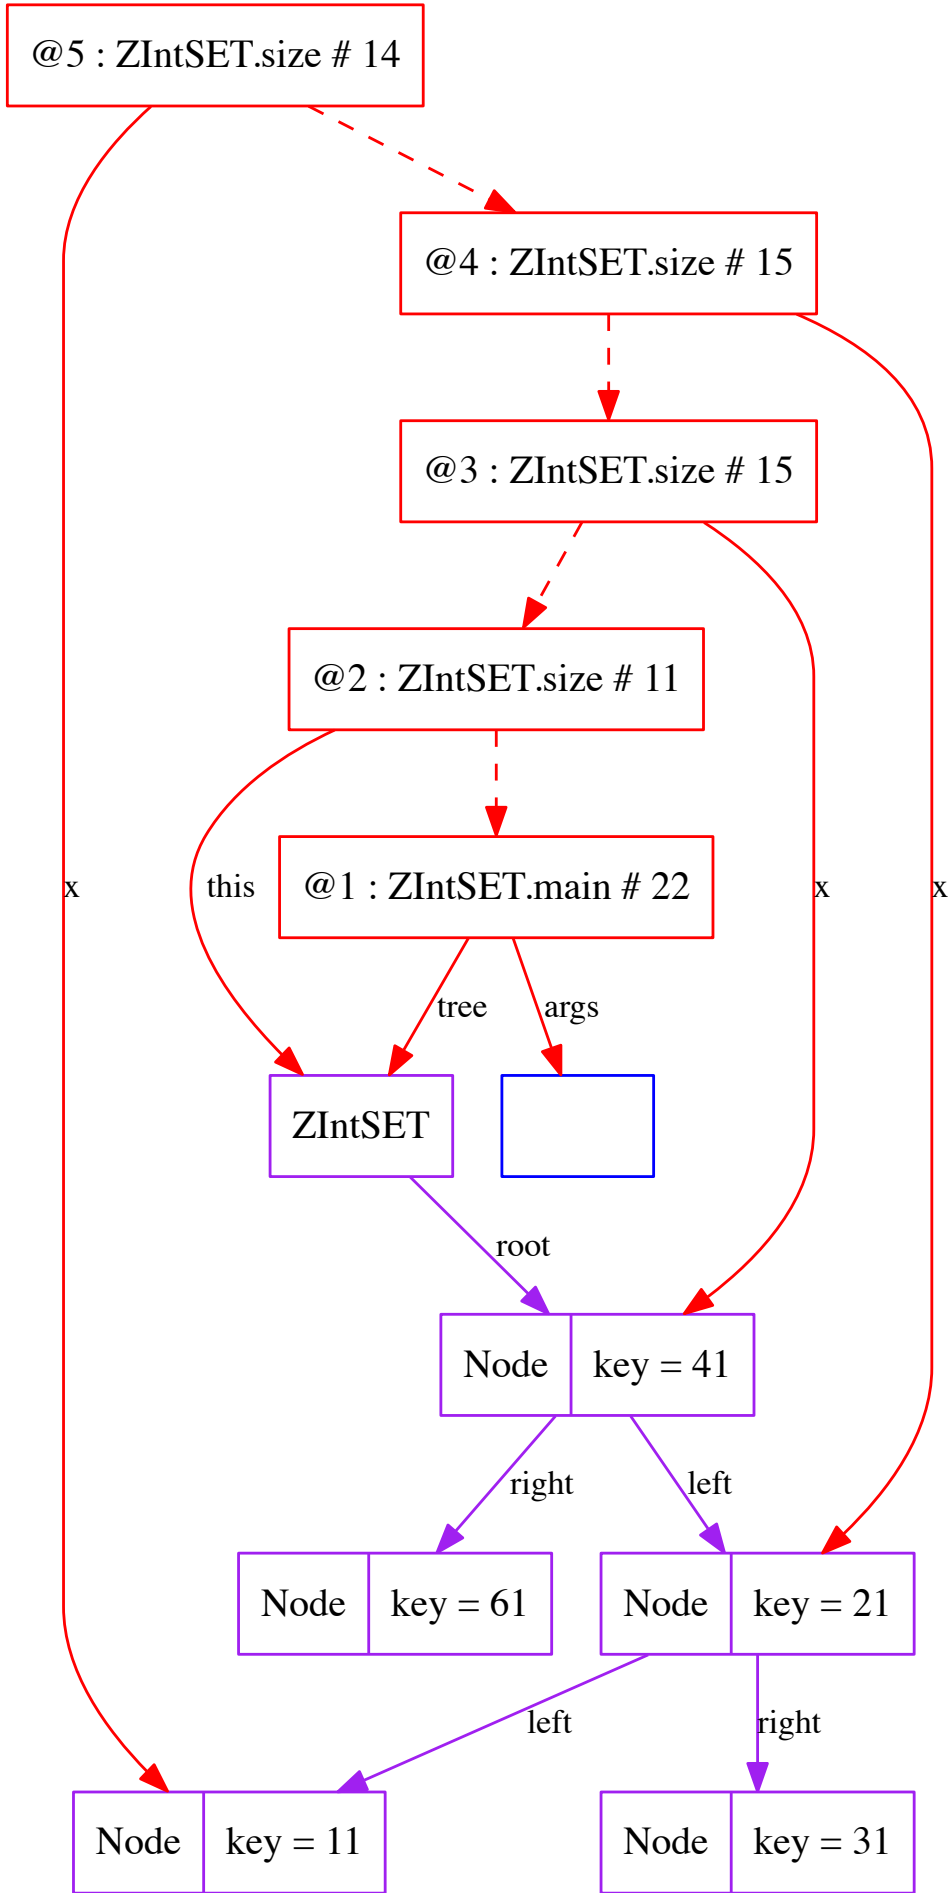 @5 : ZIntSET.size # 14
@4 : ZIntSET.size # 15
@3 : ZIntSET.size # 15
@2 : ZIntSET.size # 11
x
this
@1 : ZIntSET.main # 22
x
x
tree
args
ZIntSET
root
Node
key = 41
right
left
Node
key = 61
Node
key = 21
left
right
Node
key = 11
Node
key = 31